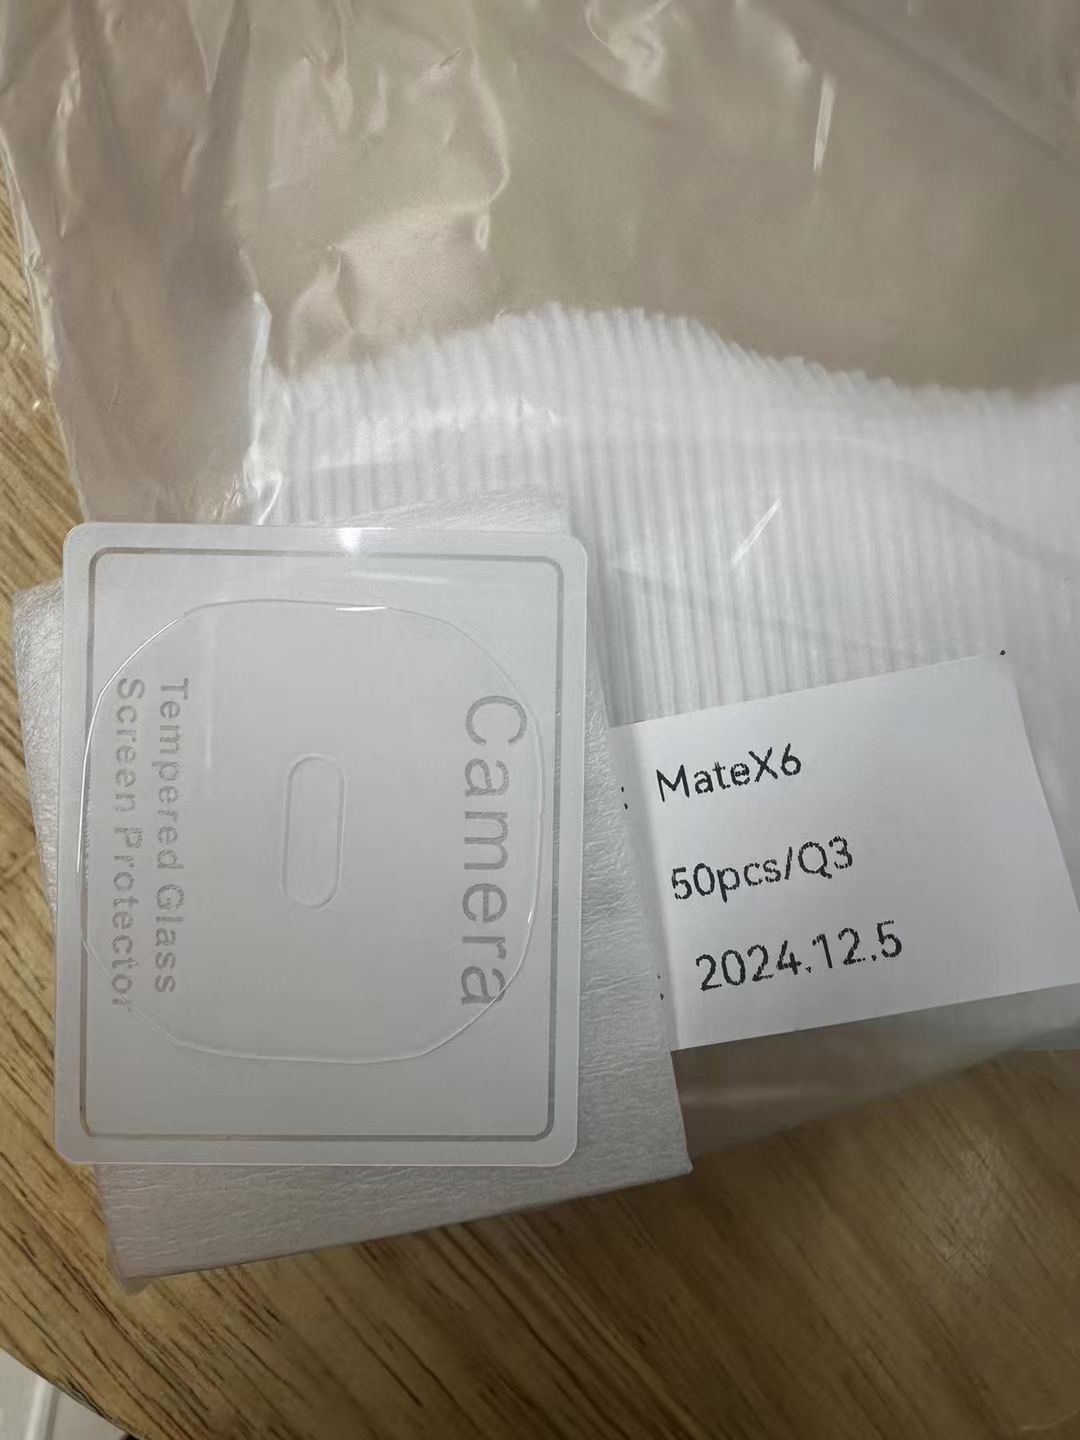 Camera
Tempered Glass
Screen Protector
MateX6
50pcs/Q3
2024.12.5